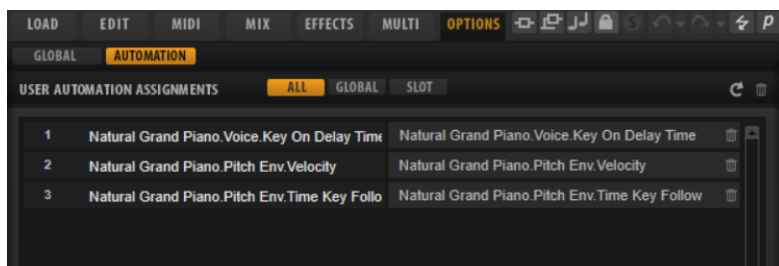 LOAD EDIT MIDI MIX EFFECTS MULTI OPTIONS S p
GLOBAL AUTOMATION
USER AUTOMATION ASSIGNMENTS ALL GLOBAL SLOT
1 Natural Grand Piano.Voice.Key On Delay Time Natural Grand Piano.Voice.Key On Delay Time
2 Natural Grand Piano.Pitch Env.Velocity Natural Grand Piano.Pitch Env.Velocity
3 Natural Grand Piano.Pitch Env.Time Key Follo Natural Grand Piano.Pitch Env.Time Key Follow